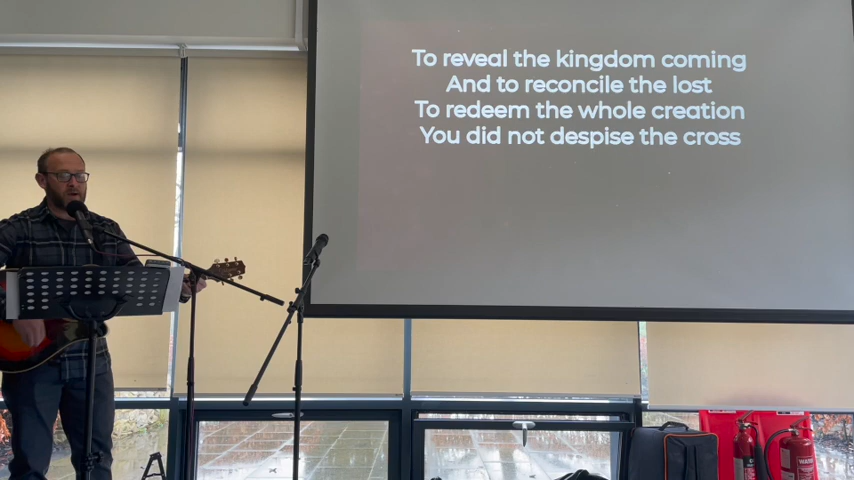 To reveal the kingdom coming
And to reconcile the lost
To redeem the whole creation
You did not despise the cross
WATER